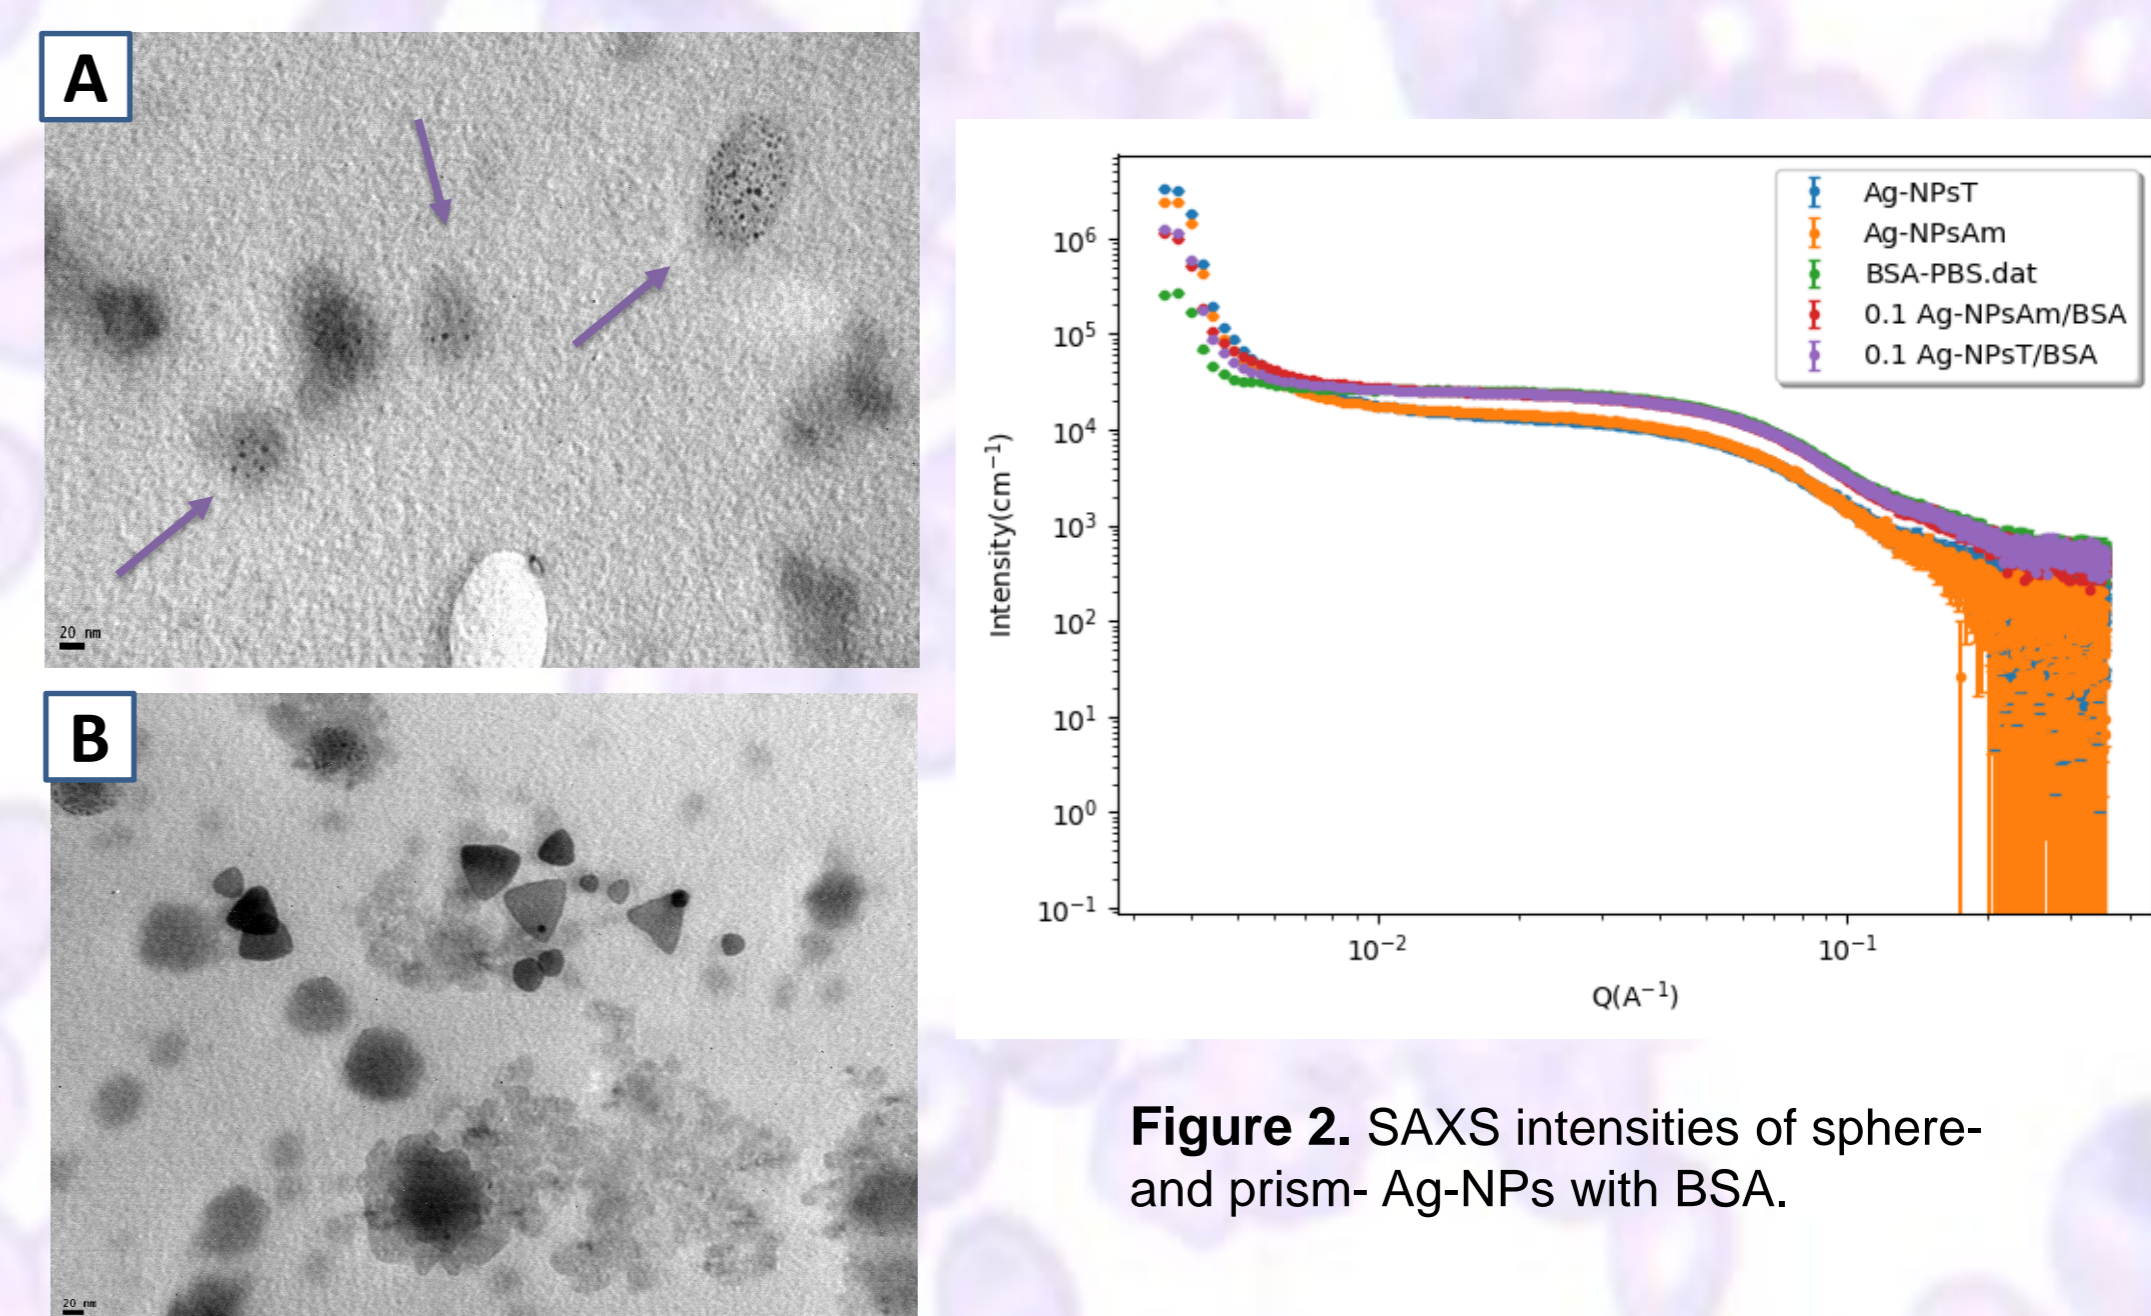 A
20 nm
B
20 nm
Ag-NPsT
Ag-NPsAm
BSA-PBS.dat
0.1 Ag-NPsAm/BSA
0.1 Ag-NPsT/BSA
10⁶
10⁵
10⁴
10³
10²
10¹
10⁰
10⁻¹
Intensity(cm⁻¹)
10⁻²
10⁻¹
Q(A⁻¹)
Figure 2. SAXS intensities of sphere-
and prism- Ag-NPs with BSA.